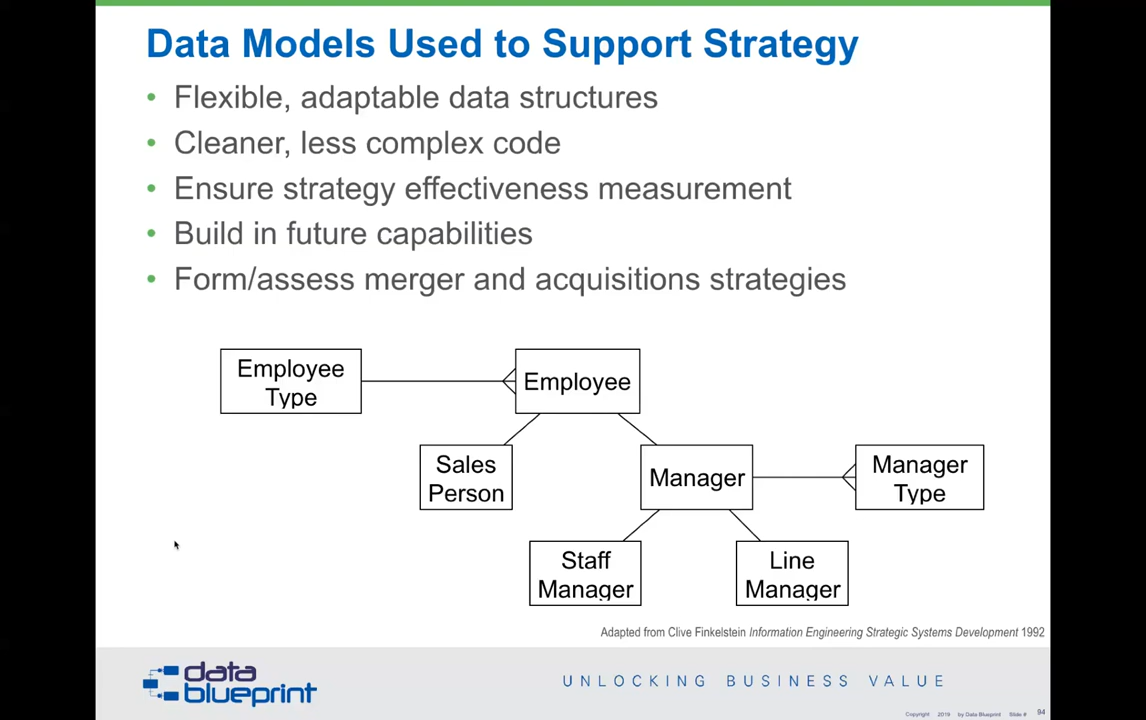 Data Models Used to Support Strategy
• Flexible, adaptable data structures
• Cleaner, less complex code
• Ensure strategy effectiveness measurement
• Build in future capabilities
• Form/assess merger and acquisitions strategies
Employee
Type
Employee
Sales
Person
Manager
Manager
Type
Staff
Manager
Line
Manager
Adapted from Clive Finkelstein Information Engineering Strategic Systems Development 1992
data
blueprint
UNLOCKING BUSINESS VALUE
Copyright 2019 by Data Blueprint Slide # 94